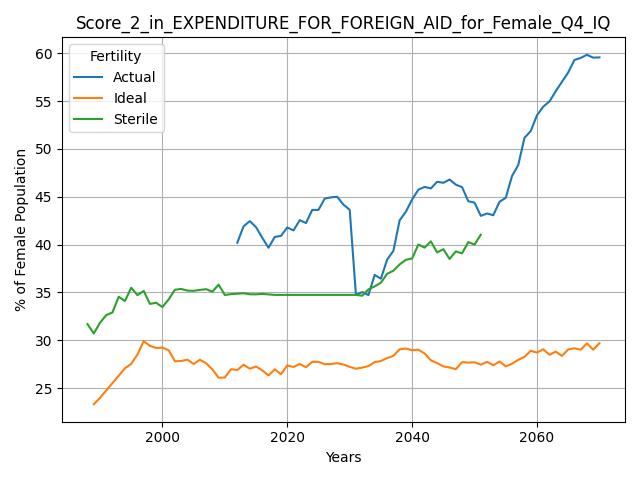 Score_2_in_EXPENDITURE_FOR_FOREIGN_AID_for_Female_Q4_IQ
Fertility
Actual
Ideal
Sterile
% of Female Population
60
55
50
45
40
35
30
25
2000
2020
2040
2060
Years